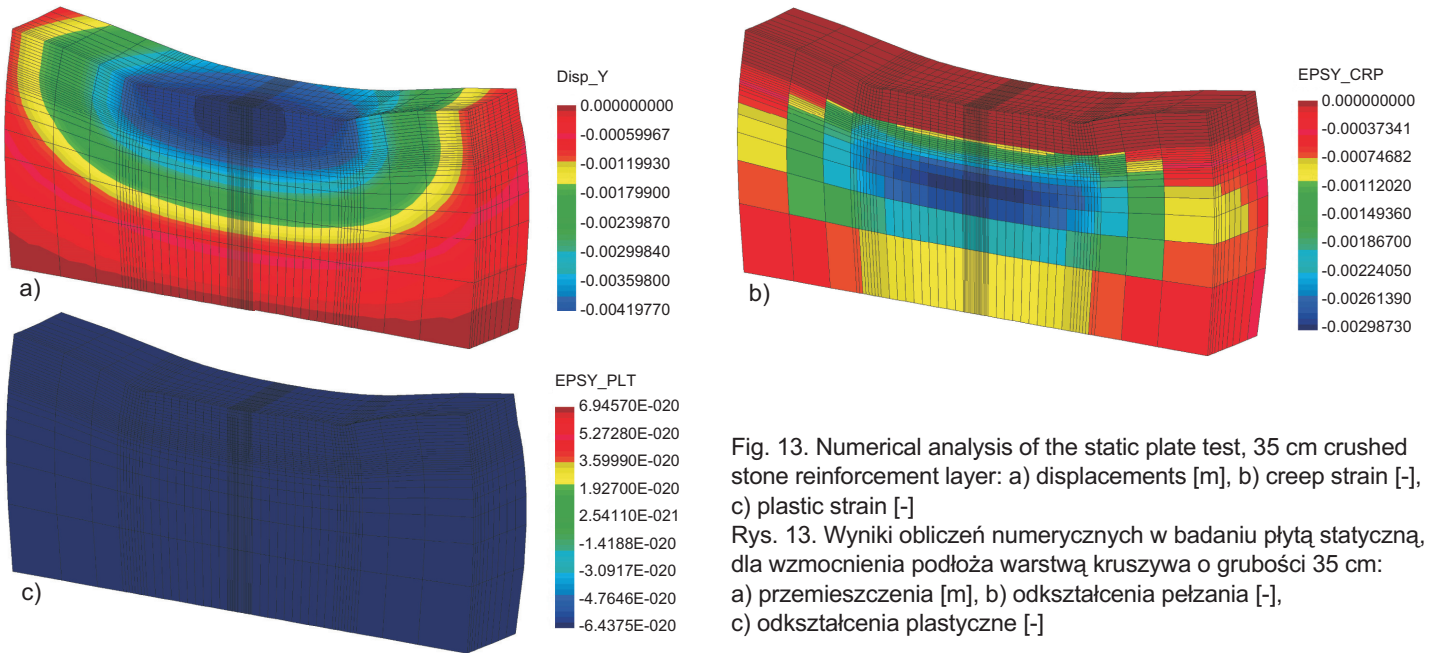 Disp_Y
0.000000000
-0.00059967
-0.00119930
-0.00179900
-0.00239870
-0.00299840
-0.00359800
-0.00419770
a)
EPSY_CRP
0.000000000
-0.00037341
-0.00074682
-0.00112020
-0.00149360
-0.00186700
-0.00224050
-0.00261390
-0.00298730
b)
EPSY_PLT
6.94570E-020
5.27280E-020
3.59990E-020
1.92700E-020
2.54110E-021
-1.4188E-020
-3.0917E-020
-4.7646E-020
-6.4375E-020
c)
Fig. 13. Numerical analysis of the static plate test, 35 cm crushed
stone reinforcement layer: a) displacements [m], b) creep strain [-],
c) plastic strain [-]
Rys. 13. Wyniki obliczeń numerycznych w badaniu płytą statyczną,
dla wzmocnienia podłoża warstwą kruszywa o grubości 35 cm:
a) przemieszczenia [m], b) odkształcenia pełzania [-],
c) odkształcenia plastyczne [-]